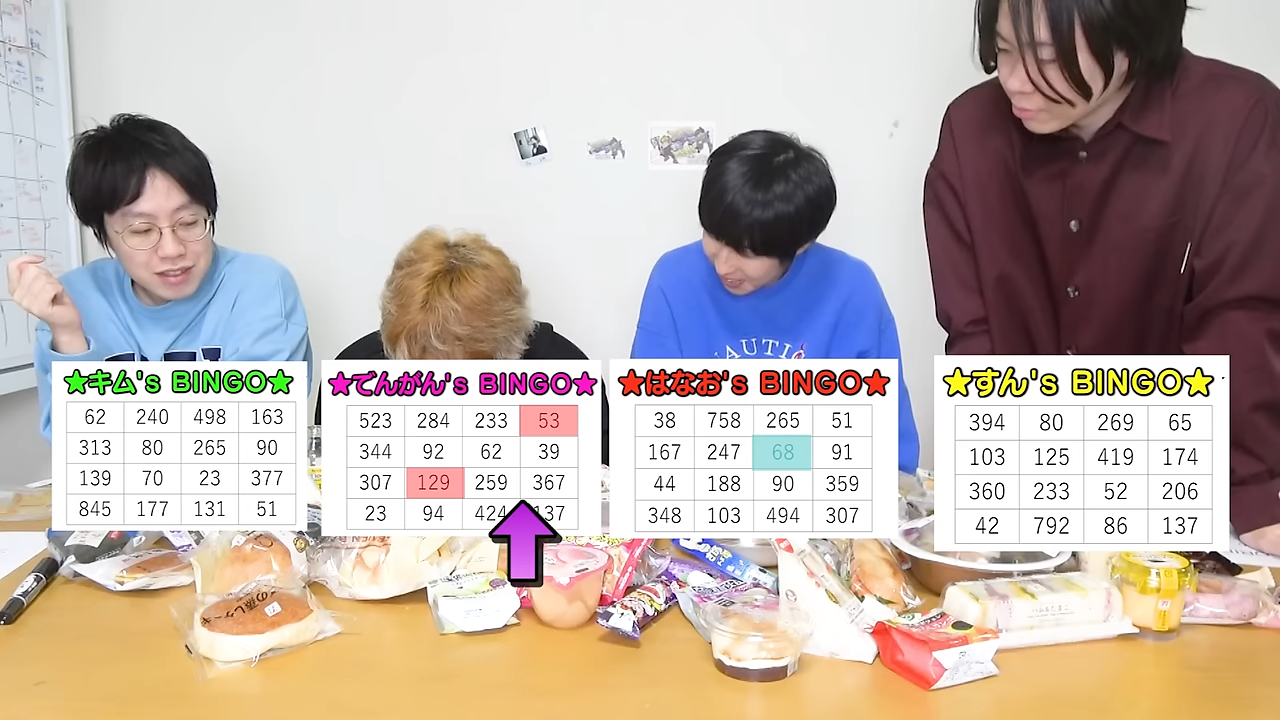 ★キム's BINGO★
62 240 498 163
313 80 265 90
139 70 23 377
845 177 131 51
★でんがん's BINGO★
523 284 233 53
344 92 62 39
307 129 259 367
23 94 424 137
★はなお's BINGO★
38 758 265 51
167 247 68 91
44 188 90 359
348 103 494 307
★すん's BINGO★
394 80 269 65
103 125 419 174
360 233 52 206
42 792 86 137